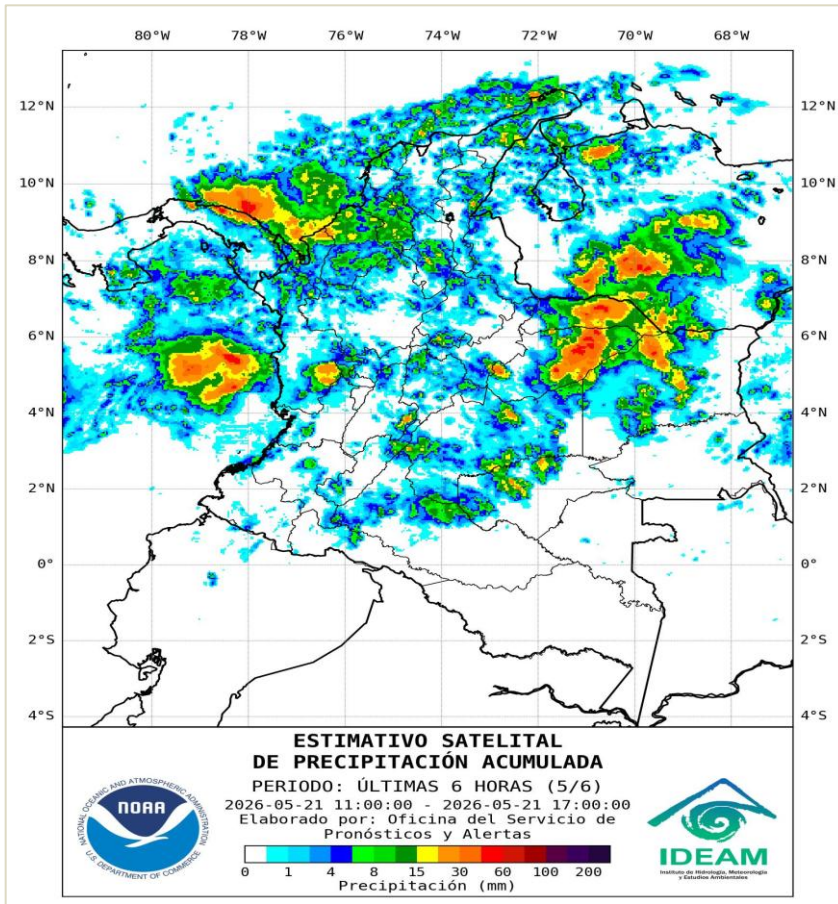 80°W 78°W 76°W 74°W 72°W 70°W 68°W
12°N 12°N
10°N 10°N
8°N 8°N
6°N 6°N
4°N 4°N
2°N 2°N
0° 0°
2°S 2°S
4°S 4°S
ESTIMATIVO SATELITAL
DE PRECIPITACIÓN ACUMULADA
PERIODO: ÚLTIMAS 6 HORAS (5/6)
2026-05-21 11:00:00 - 2026-05-21 17:00:00
Elaborado por: Oficina del Servicio de
Pronósticos y Alertas
0 1 4 8 15 30 60 100 200
Precipitación (mm)
NATIONAL OCEANIC AND ATMOSPHERIC ADMINISTRATION
NOAA
U.S. DEPARTMENT OF COMMERCE
IDEAM
Instituto de Hidrología, Meteorología
y Estudios Ambientales